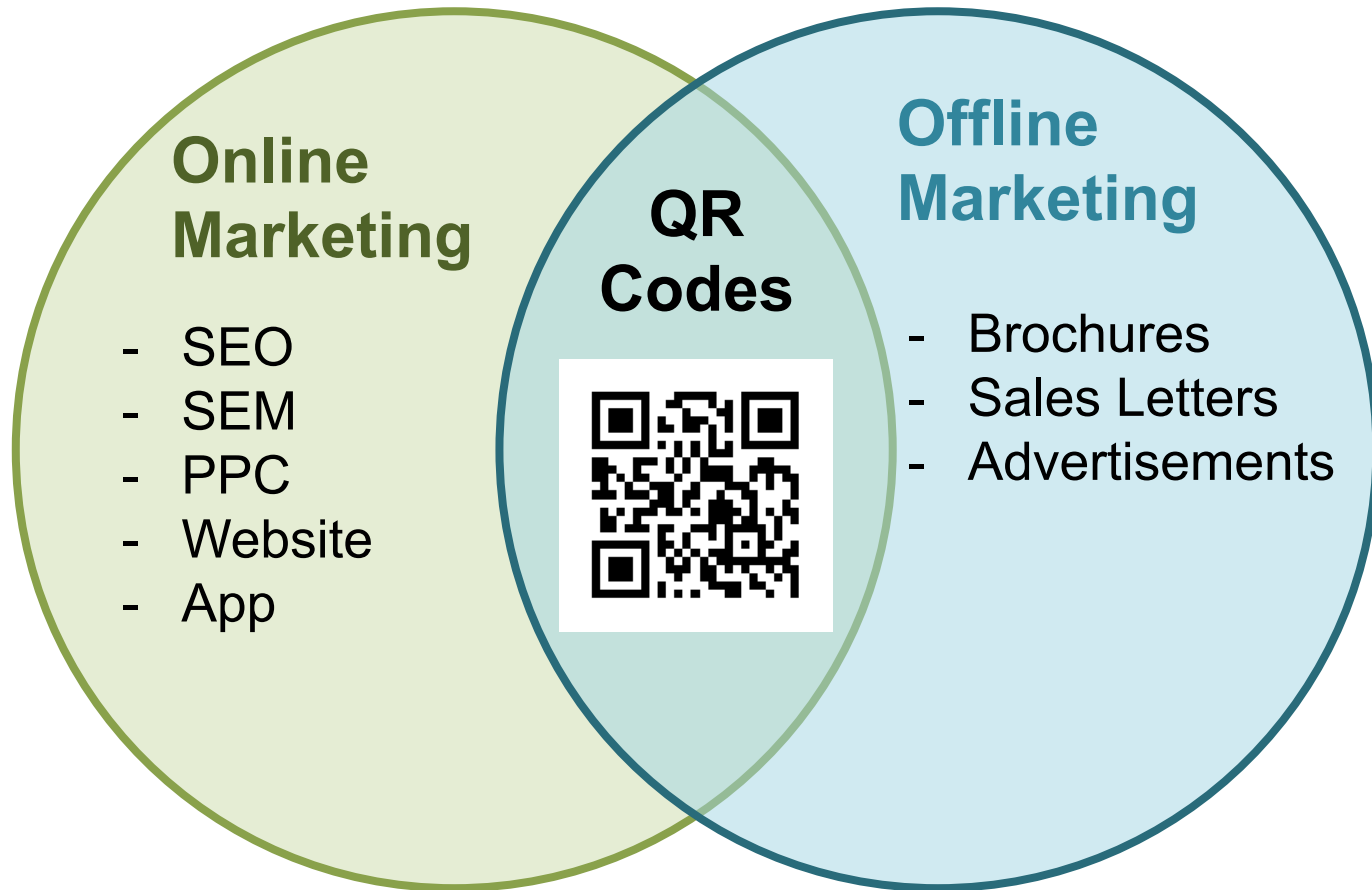 Online
Marketing
- SEO
- SEM
- PPC
- Website
- App
QR
Codes
Offline
Marketing
- Brochures
- Sales Letters
- Advertisements